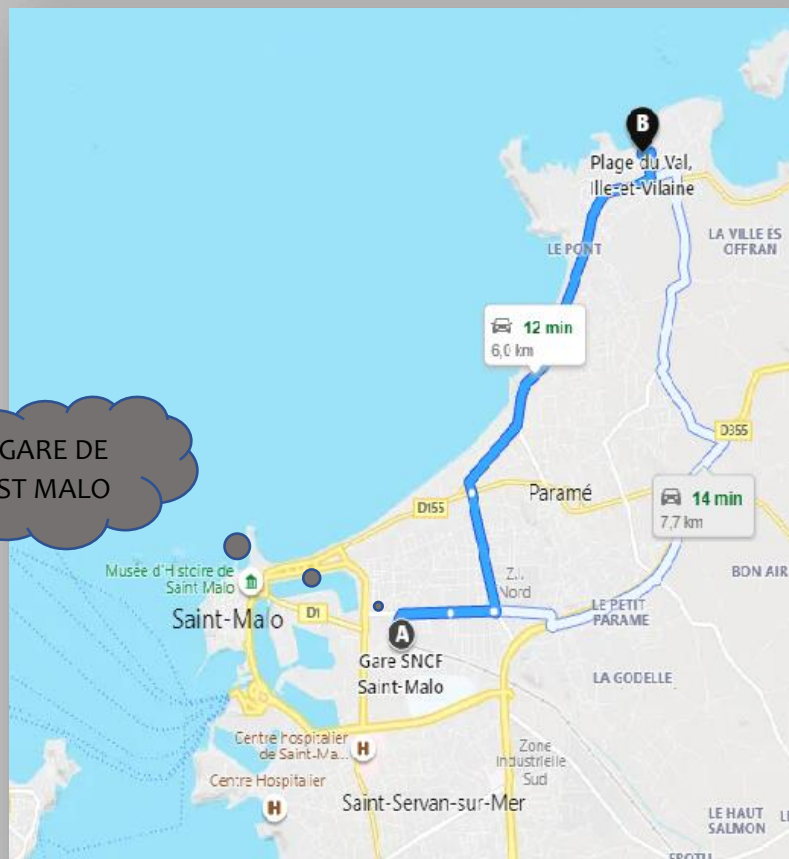 B
Plage du Val,
Ille-et-Vilaine
LA VILLE ES
OFFRAN
LE PONT
12 min
6,0 km
D355
GARE DE
ST MALO
Paramé
14 min
7,7 km
D155
Musée d'Histoire de
Saint Malo
Z.I.
Nord
BON AIR
Saint-Malo
D1
LE PETIT
PARAME
A
Gare SNCF
Saint-Malo
LA GODELLE
Centre hospitalier
de Saint-Ma...
H
Zone
Industrielle
Sud
Centre Hospitalier
H
Saint-Servan-sur-Mer
LE HAUT
SALMON